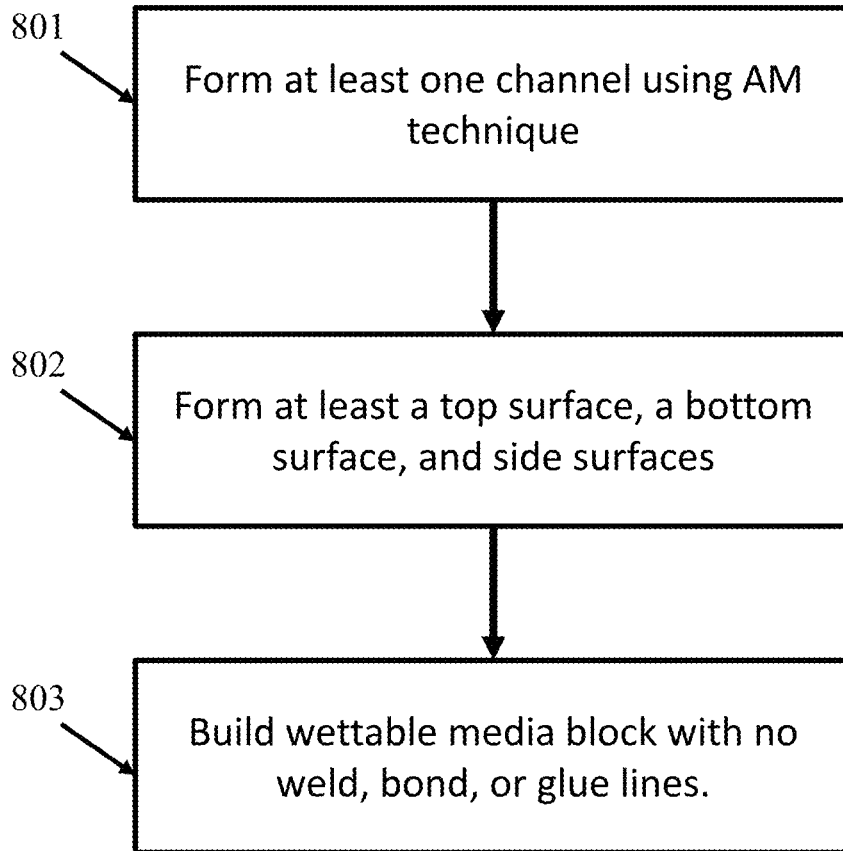 801
Form at least one channel using AM
technique
802
Form at least a top surface, a bottom
surface, and side surfaces
803
Build wettable media block with no
weld, bond, or glue lines.